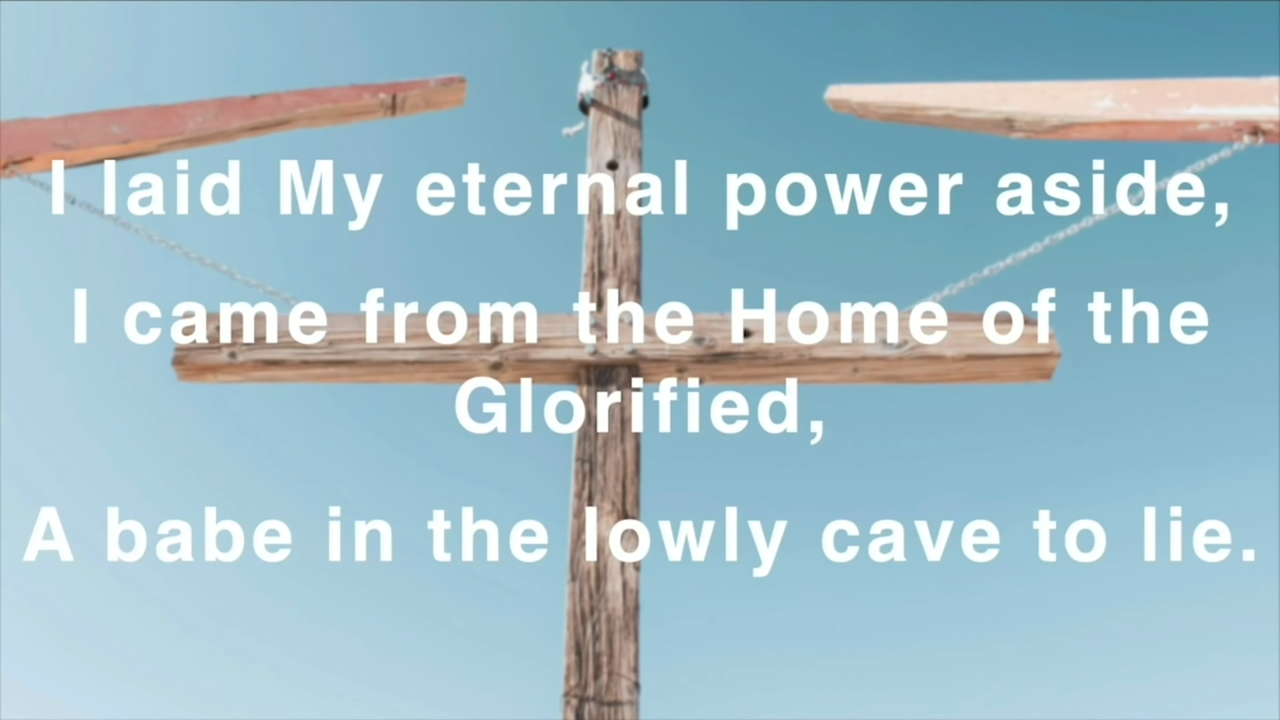 I laid My eternal power aside,
I came from the Home of the
Glorified,
A babe in the lowly cave to lie.